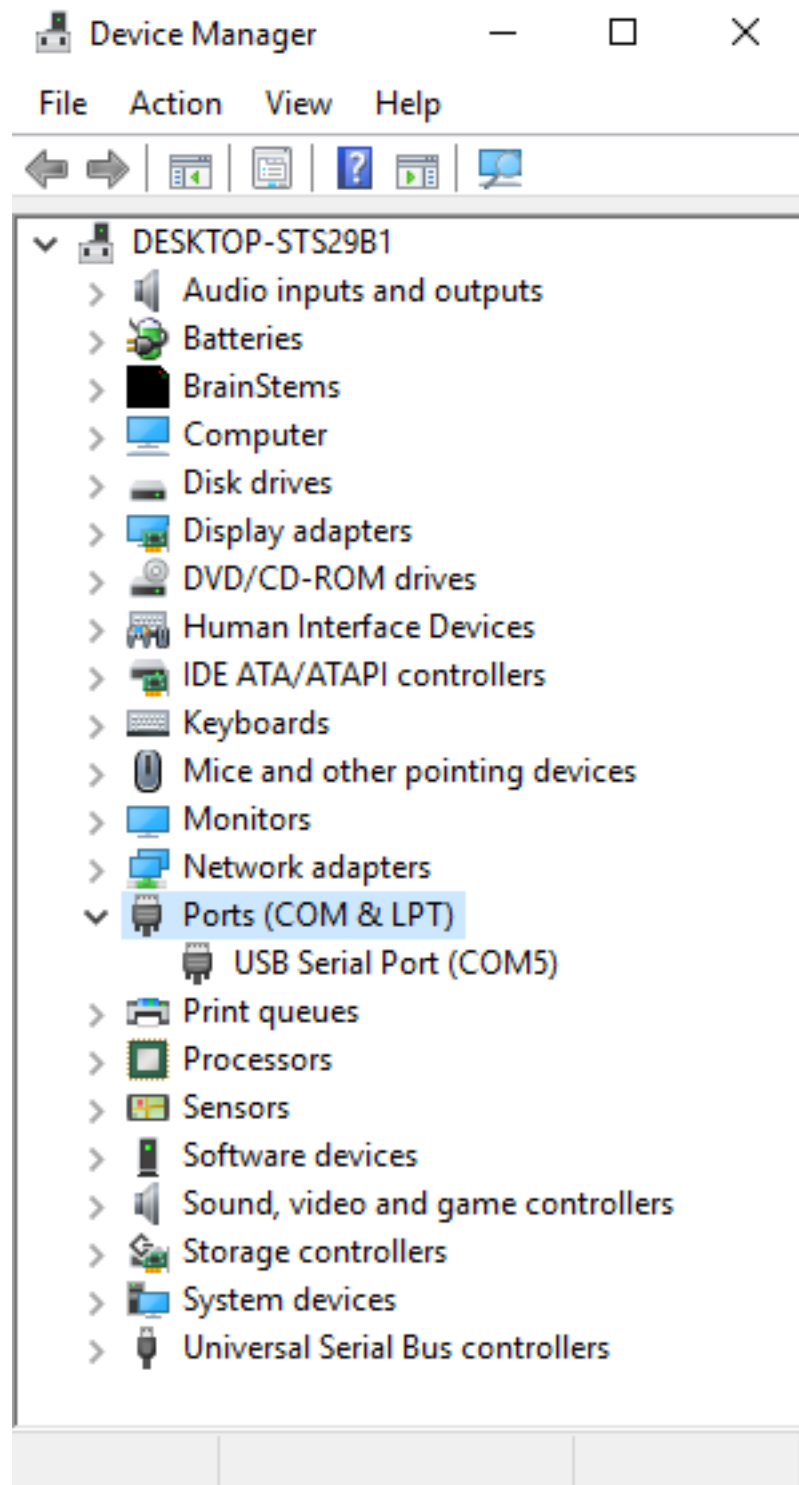 Device Manager
File Action View Help
DESKTOP-STS29B1
Audio inputs and outputs
Batteries
BrainStems
Computer
Disk drives
Display adapters
DVD/CD-ROM drives
Human Interface Devices
IDE ATA/ATAPI controllers
Keyboards
Mice and other pointing devices
Monitors
Network adapters
Ports (COM & LPT)
USB Serial Port (COM5)
Print queues
Processors
Sensors
Software devices
Sound, video and game controllers
Storage controllers
System devices
Universal Serial Bus controllers